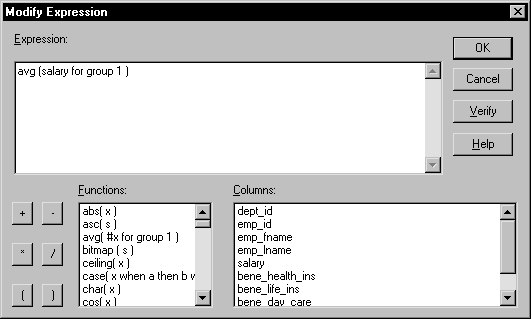 Modify Expression
Expression:
avg (salary for group 1 )
OK
Cancel
Verify
Help
+ -
* /
( )
Functions:
abs( x )
asc( s )
avg( #x for group 1 )
bitmap ( s )
ceiling( x )
case( x when a then b w
char( x )
cos( x )
Columns:
dept_id
emp_id
emp_fname
emp_lname
salary
bene_health_ins
bene_life_ins
bene_day_care